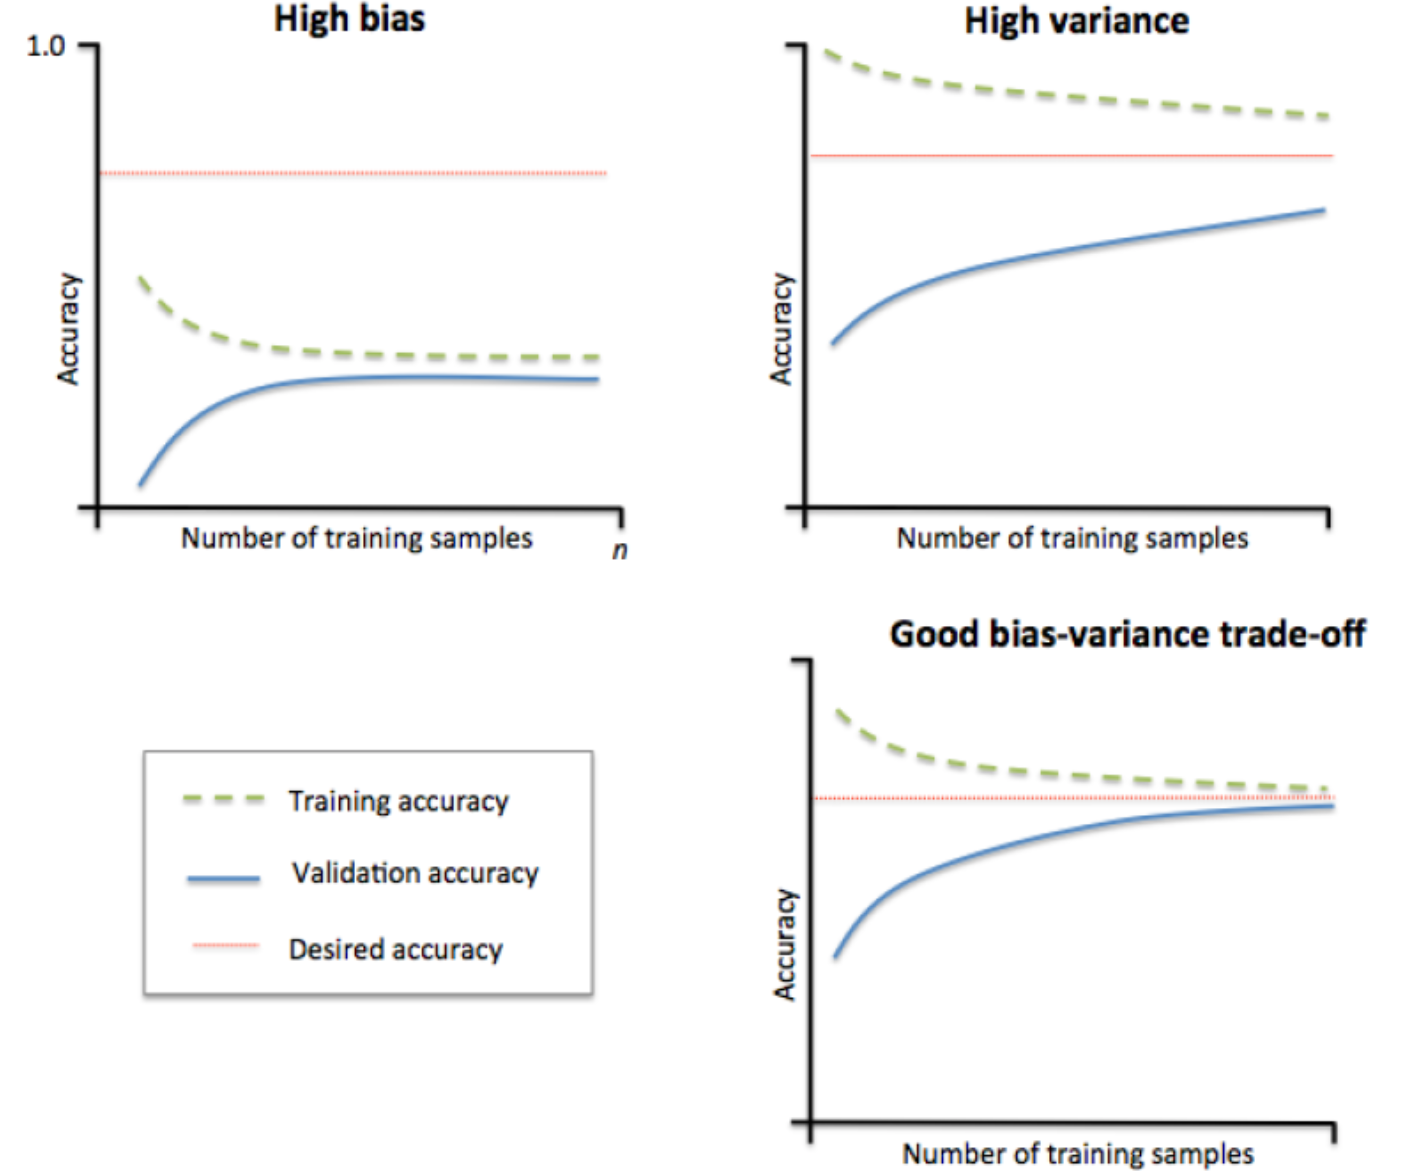 High bias
1.0
Accuracy
Number of training samples
n
High variance
Accuracy
Number of training samples
Training accuracy
Validation accuracy
Desired accuracy
Good bias-variance trade-off
Accuracy
Number of training samples